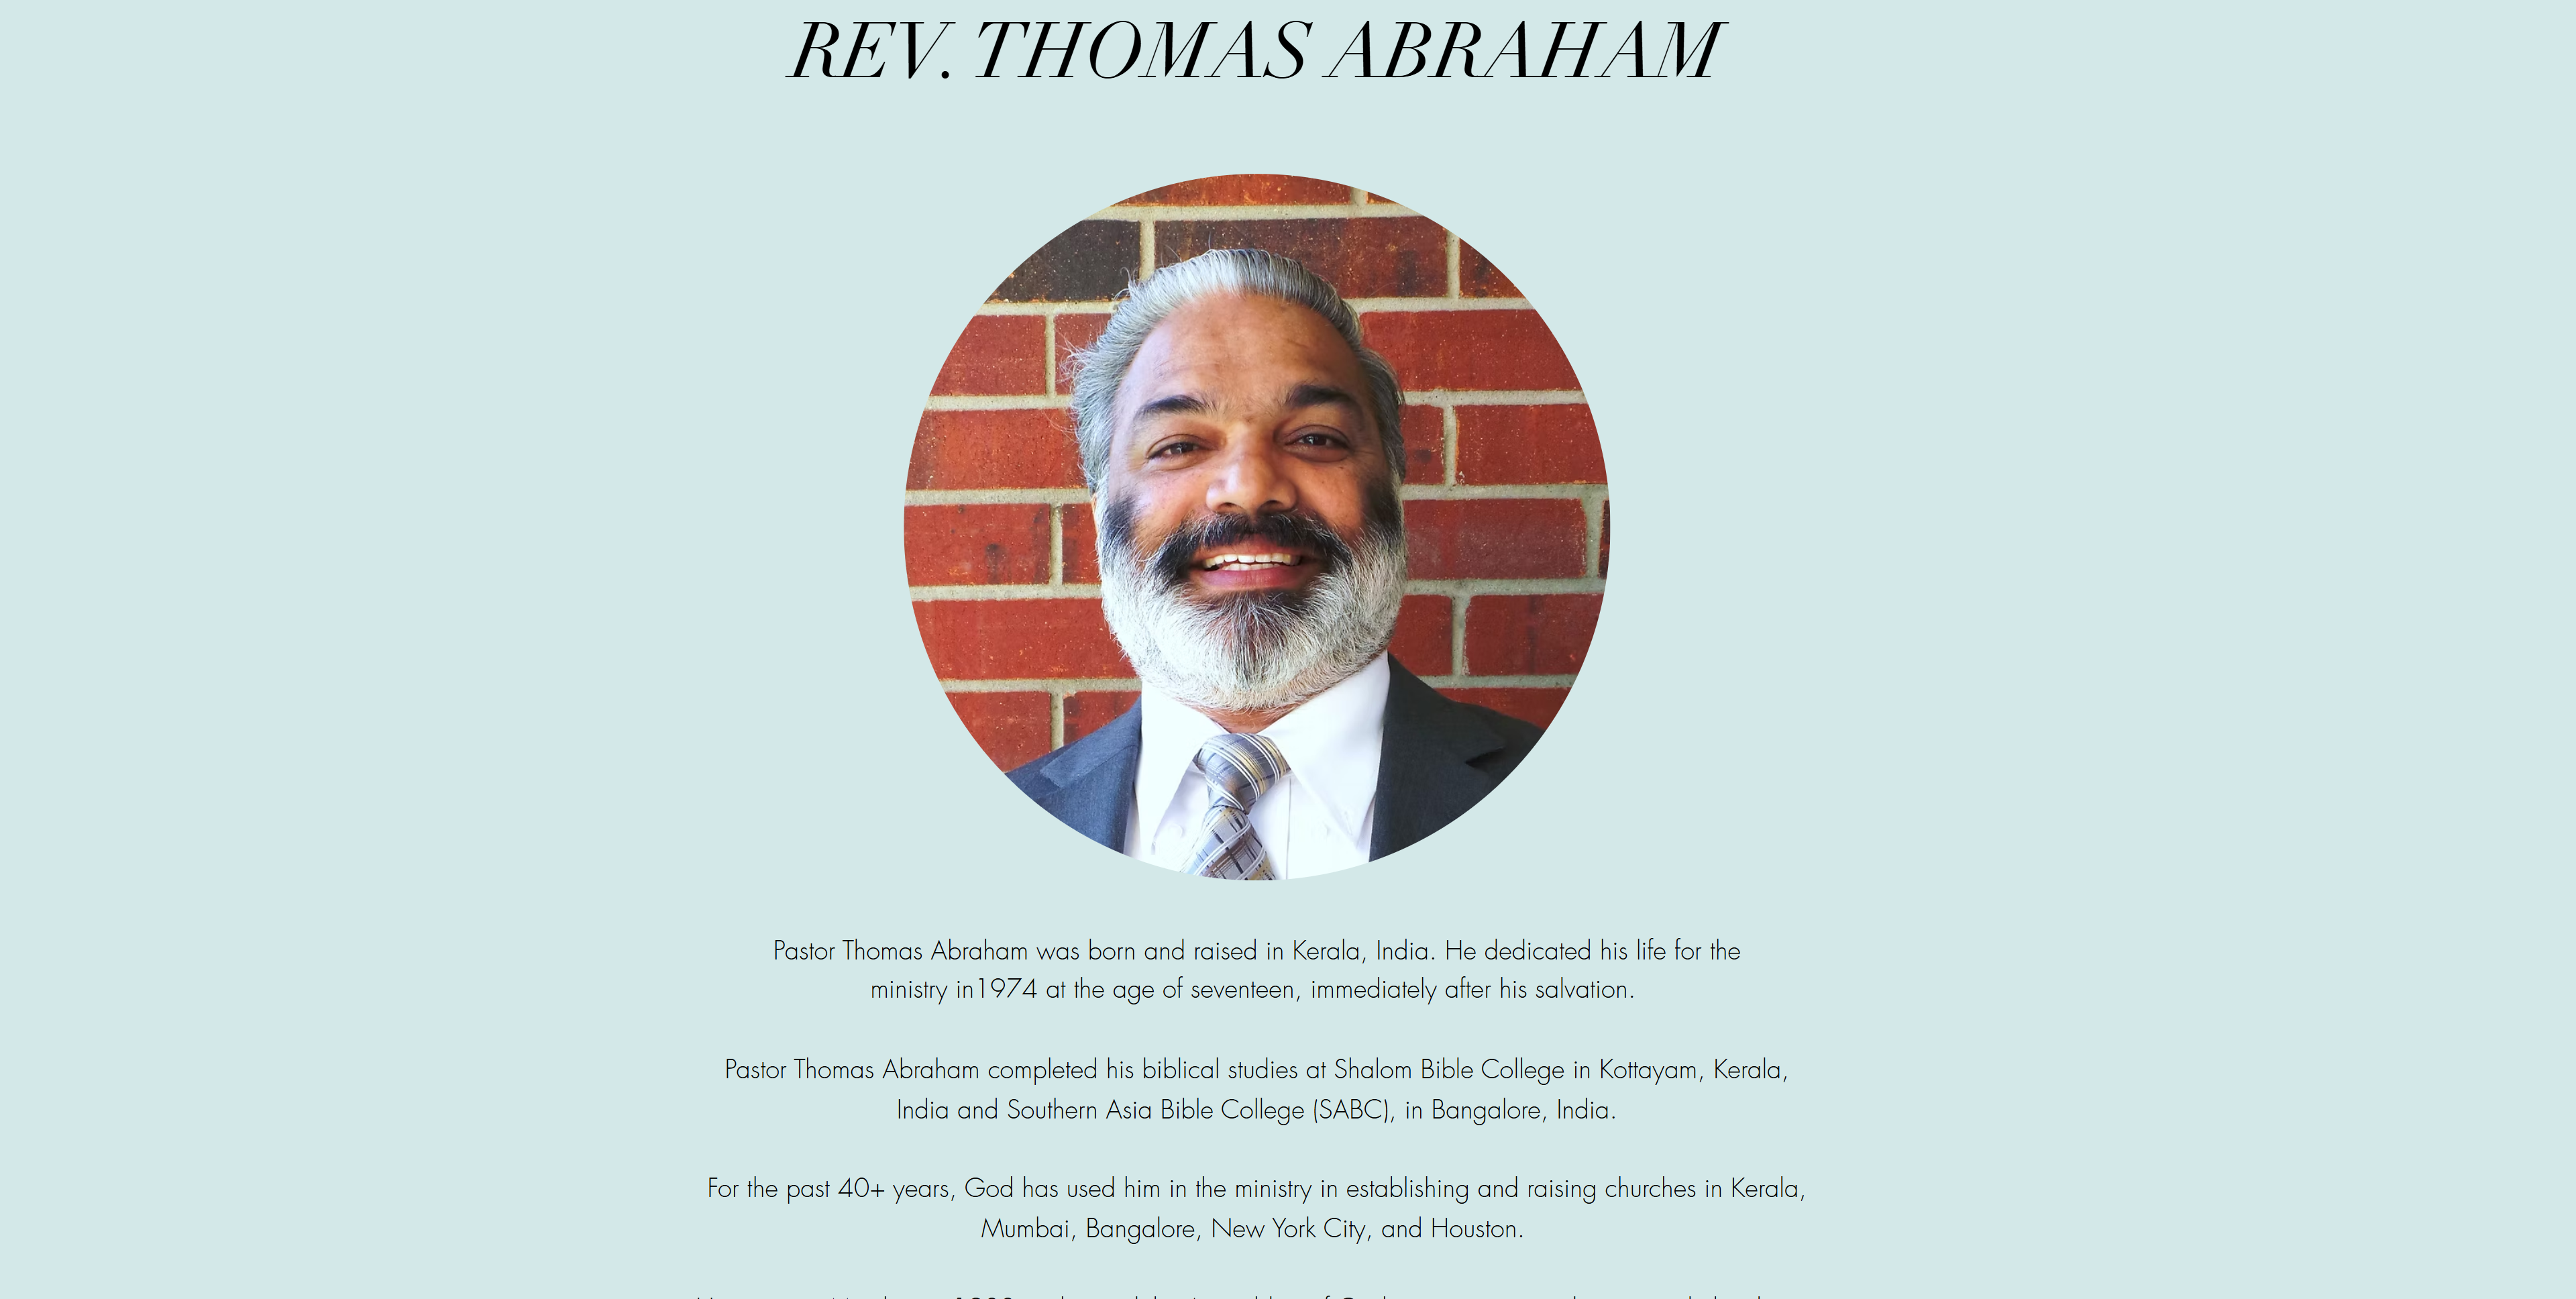 REV. THOMAS ABRAHAM
Pastor Thomas Abraham was born and raised in Kerala, India. He dedicated his life for the
ministry in1974 at the age of seventeen, immediately after his salvation.
Pastor Thomas Abraham completed his biblical studies at Shalom Bible College in Kottayam, Kerala,
India and Southern Asia Bible College (SABC), in Bangalore, India.
For the past 40+ years, God has used him in the ministry in establishing and raising churches in Kerala,
Mumbai, Bangalore, New York City, and Houston.